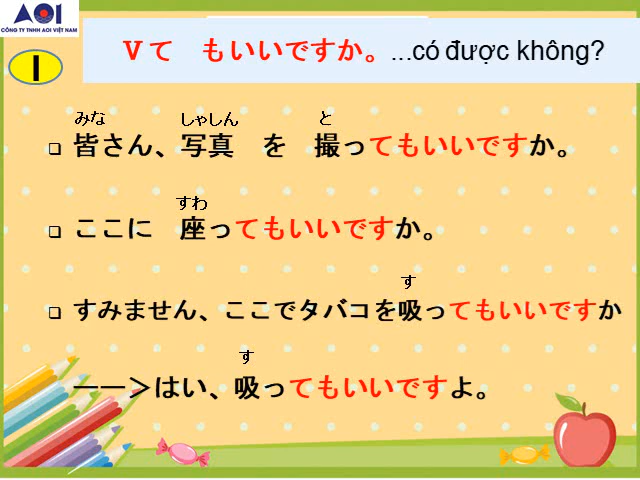 AOI
CÔNG TY TNHH AOI VIỆT NAM
Vて　もいいですか。...có được không?
I
みな　しゃしん　と
皆さん、写真　を　撮ってもいいですか。
すわ
ここに　座ってもいいですか。
す
すみません、ここでタバコを吸ってもいいですか
す
——＞はい、吸ってもいいですよ。